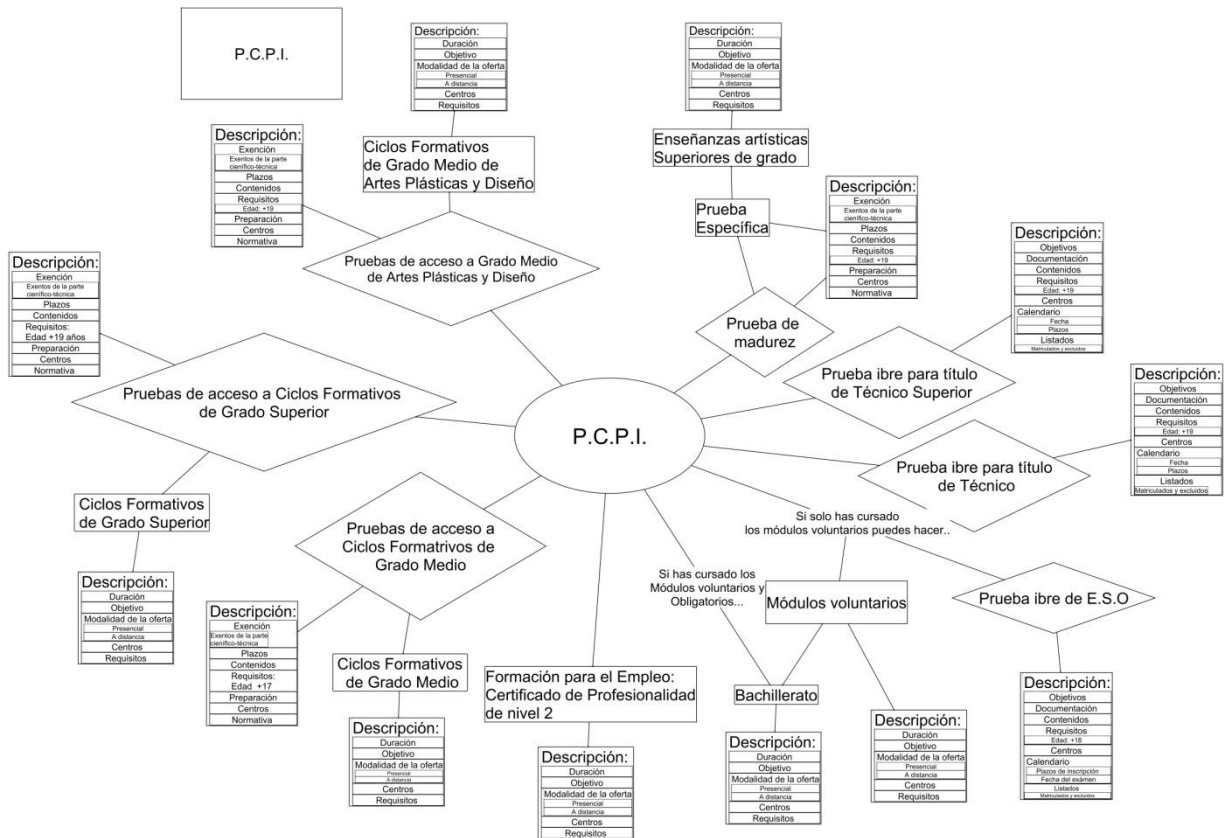 P.C.P.I.
Descripción:
Duración
Objetivo
Modalidad de la oferta
Presencial
A distancia
Centros
Requisitos
Ciclos Formativos
de Grado Medio de
Artes Plásticas y Diseño
Descripción:
Exención
Exentos de la parte
cienífico-técnica
Plazos
Contenidos
Requisitos
Edad: +19
Preparación
Centros
Normativa
Pruebas de acceso a Grado Medio
de Artes Plásticas y Diseño
Descripción:
Duración
Objetivo
Modalidad de la oferta
Presencial
A distancia
Centros
Requisitos
Enseñanzas artísticas
Superiores de grado
Prueba
Específica
Descripción:
Exención
Exentos de la parte
cienífico-técnica
Plazos
Contenidos
Requisitos
Edad: +19
Preparación
Centros
Normativa
Prueba de
madurez
Descripción:
Objetivos
Documentación
Contenidos
Requisitos
Edad: +19
Centros
Calendario
Fecha
Plazos
Listados
Matriculados y excluidos
Prueba ibre para título
de Técnico Superior
Descripción:
Exención
Exentos de la parte
cienífico-técnica
Plazos
Contenidos
Requisitos:
Edad +19 años
Preparación
Centros
Normativa
Pruebas de acceso a Ciclos Formativos
de Grado Superior
P.C.P.I.
Descripción:
Objetivos
Documentación
Contenidos
Requisitos
Edad: +19
Centros
Calendario
Fecha
Plazos
Listados
Matriculados y excluidos
Prueba ibre para título
de Técnico
Ciclos Formativos
de Grado Superior
Descripción:
Duración
Objetivo
Modalidad de la oferta
Presencial
A distancia
Centros
Requisitos
Pruebas de acceso a
Ciclos Formatrivos de
Grado Medio
Descripción:
Exención
Exentos de la parte
cienífico-técnica
Plazos
Contenidos
Requisitos:
Edad +17
Preparación
Centros
Normativa
Ciclos Formativos
de Grado Medio
Descripción:
Duración
Objetivo
Modalidad de la oferta
Presencial
A distancia
Centros
Requisitos
Formación para el Empleo:
Certificado de Profesionalidad
de nivel 2
Descripción:
Duración
Objetivo
Modalidad de la oferta
Presencial
A distancia
Centros
Requisitos
Si has cursado los
Módulos voluntarios y
Obligatorios...
Si solo has cursado
los módulos voluntarios puedes hacer..
Módulos voluntarios
Bachillerato
Descripción:
Duración
Objetivo
Modalidad de la oferta
Presencial
A distancia
Centros
Requisitos
Descripción:
Duración
Objetivo
Modalidad de la oferta
Presencial
A distancia
Centros
Requisitos
Prueba ibre de E.S.O
Descripción:
Objetivos
Documentación
Contenidos
Requisitos
Edad: +18
Centros
Calendario
Plazos de inscripción
Fecha del exámen
Listados
Matriculados y excluidos